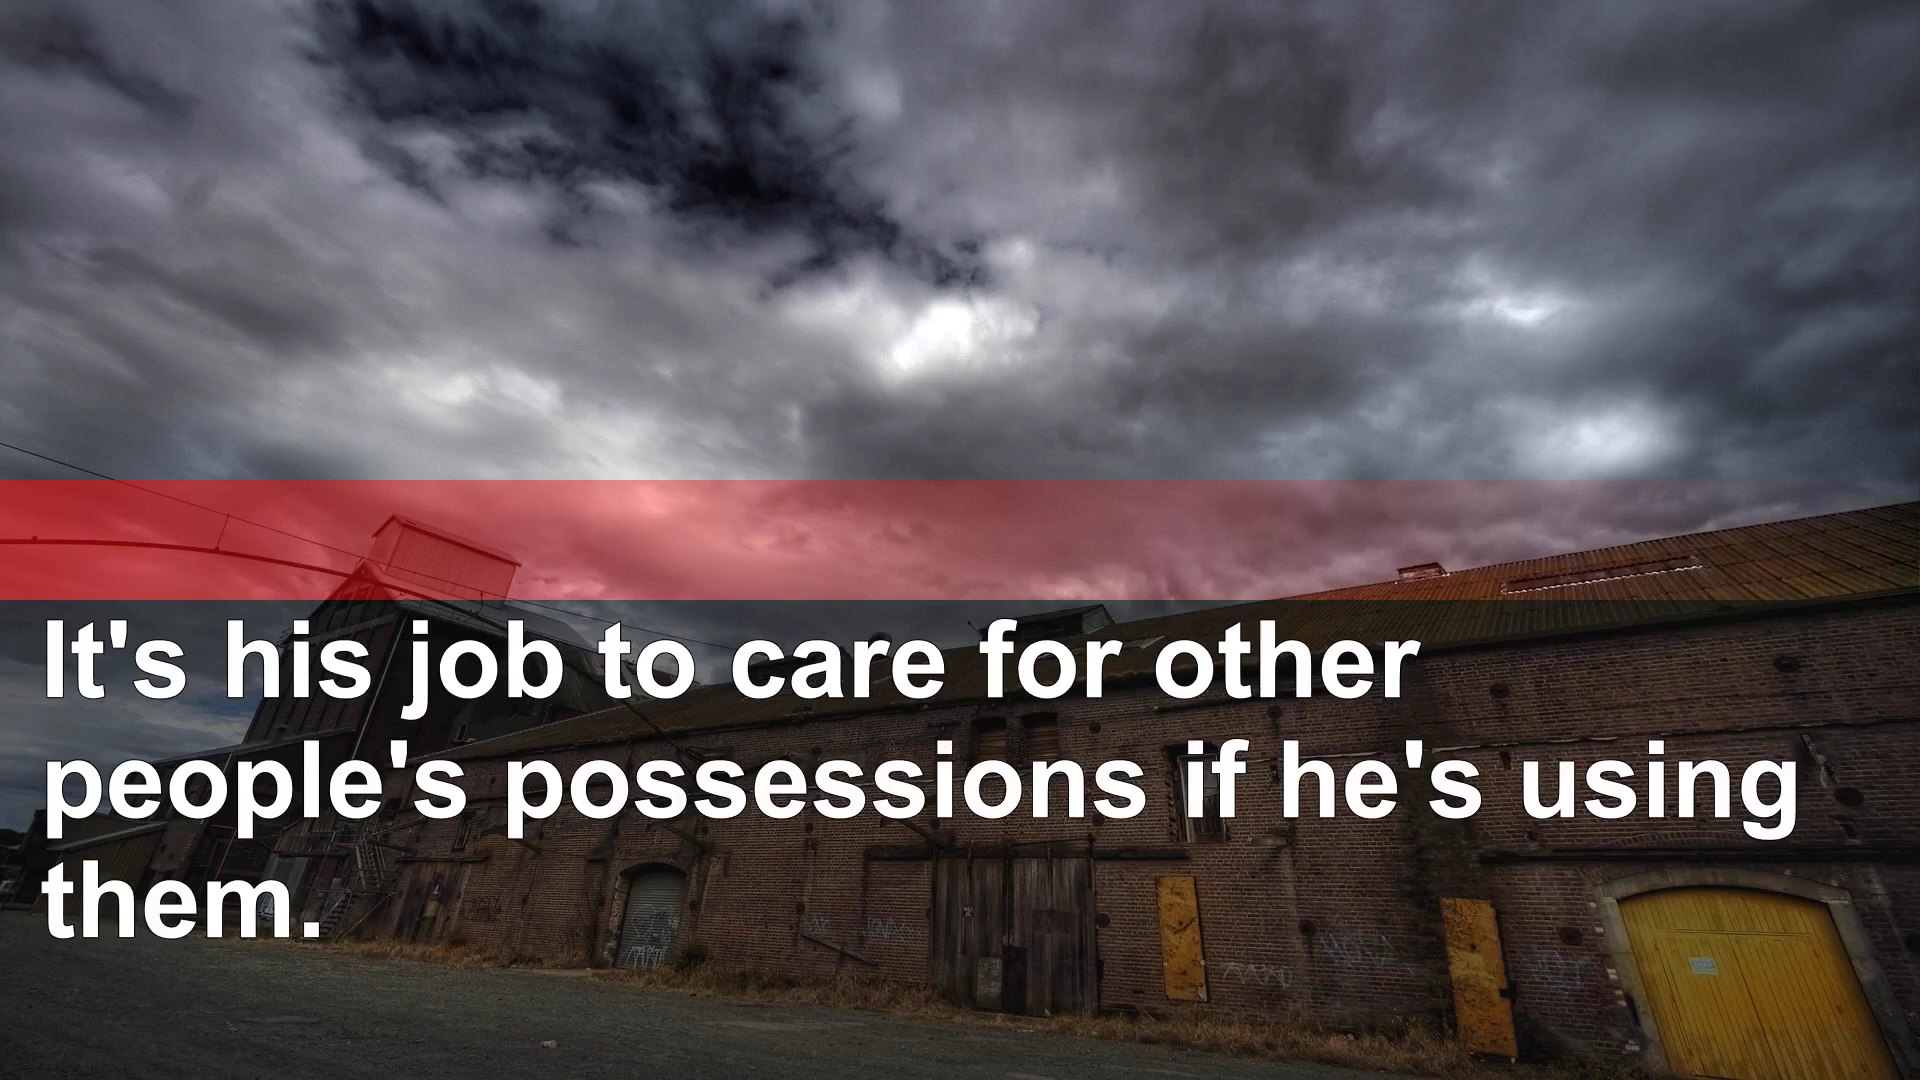 It's his job to care for other
people's possessions if he's using
them.